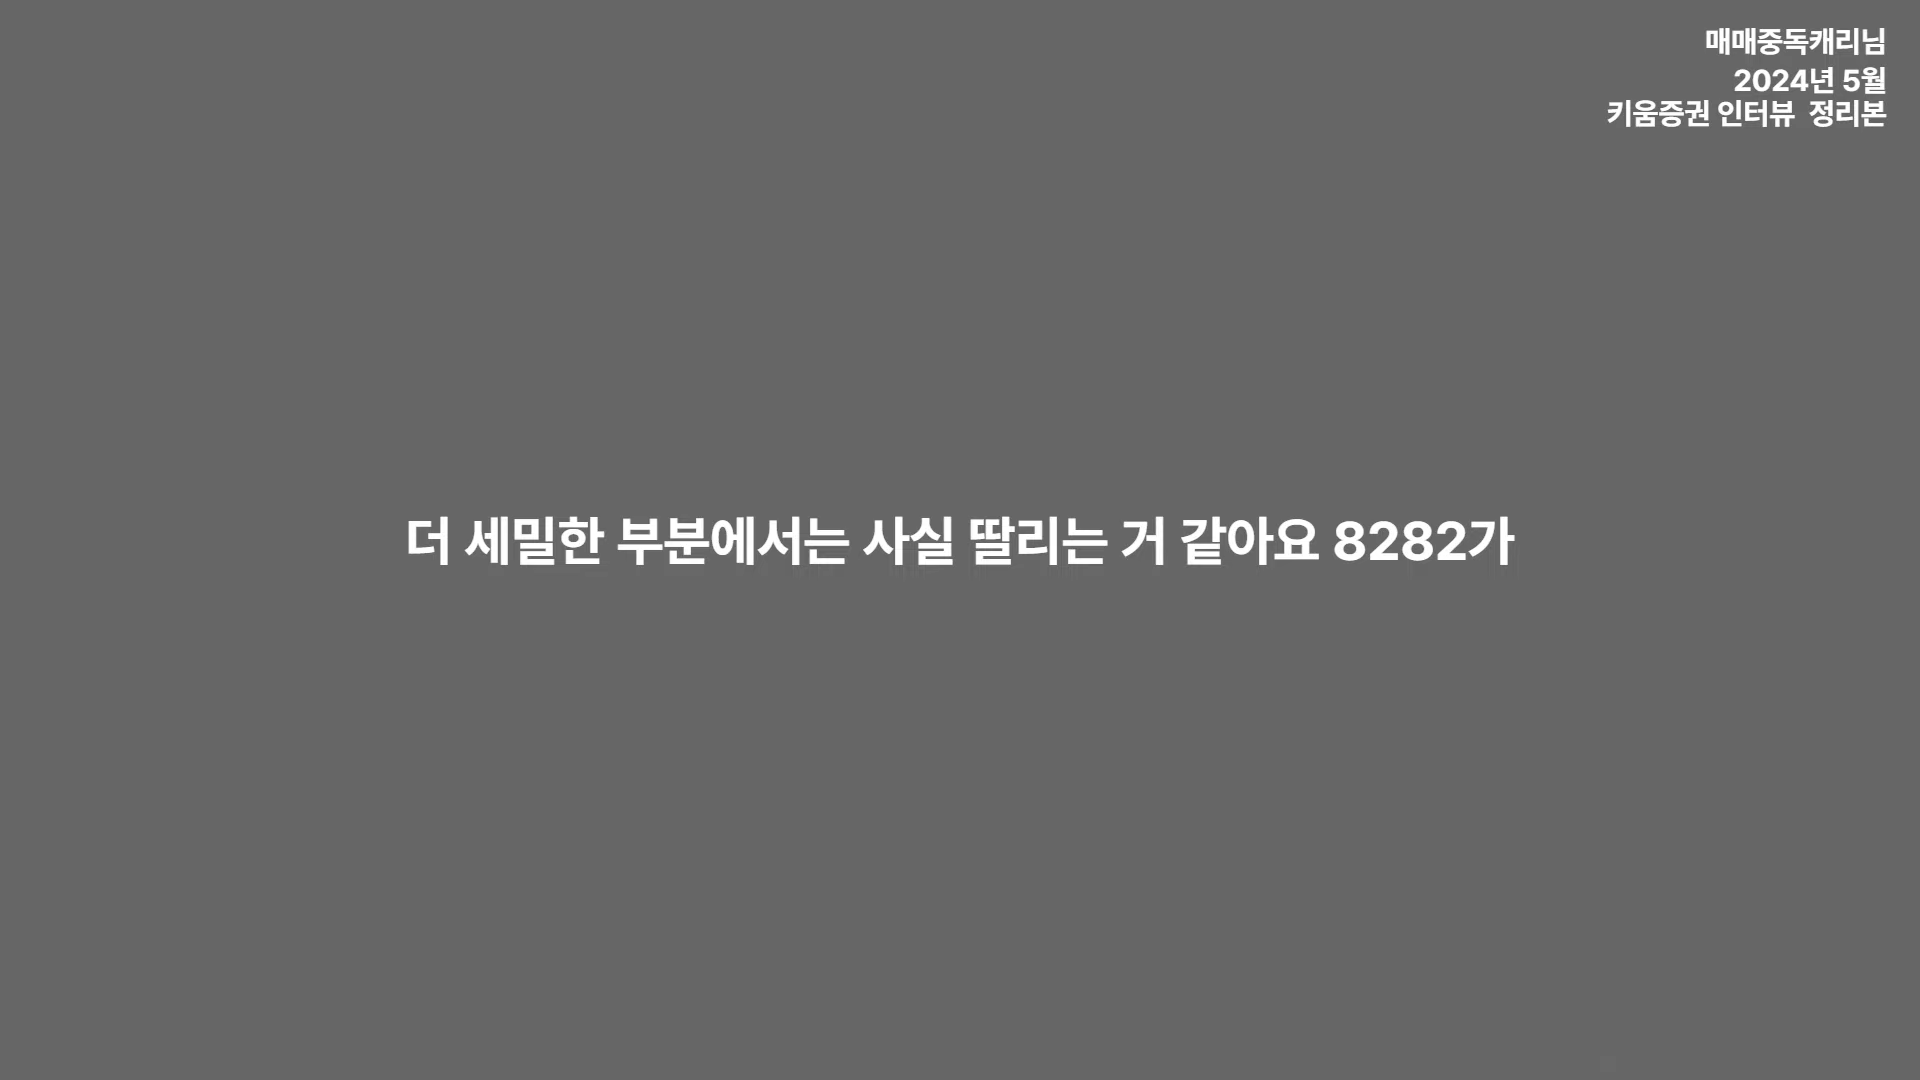 매매중독캐리님
2024년 5월
키움증권 인터뷰 정리본
더 세밀한 부분에서는 사실 딸리는 거 같아요 8282가